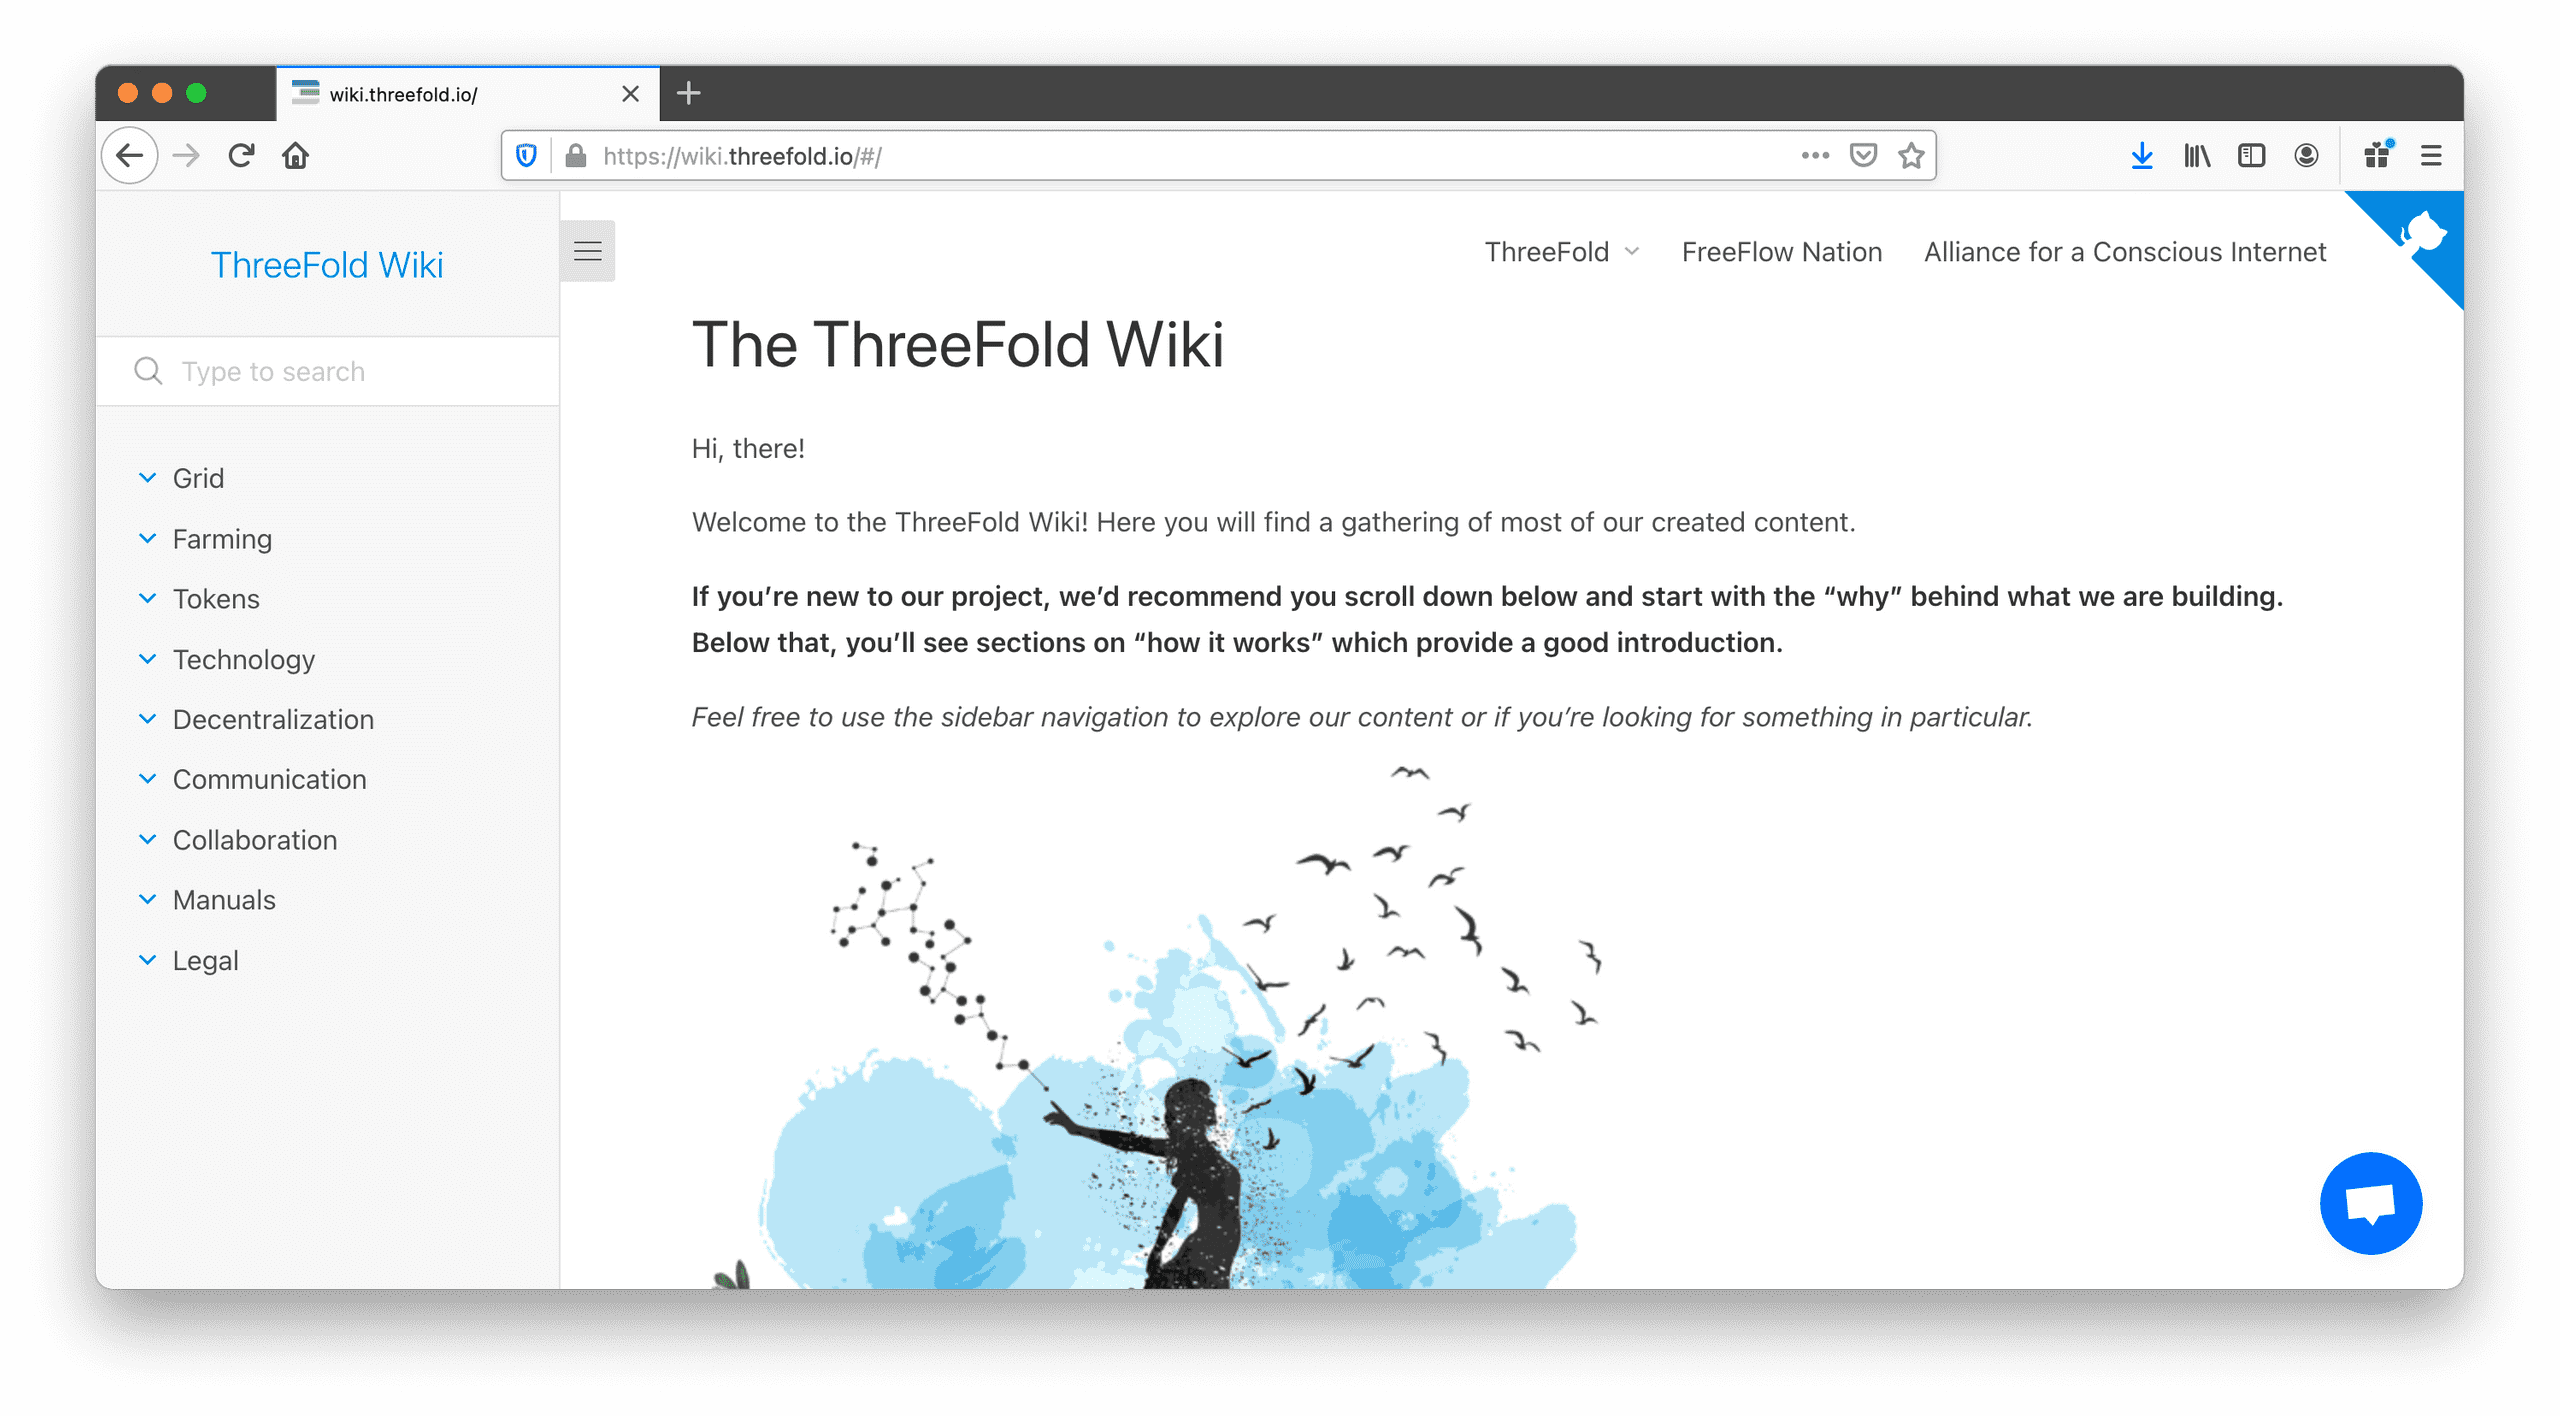 wiki.threefold.io/
https://wiki.threefold.io/#/
ThreeFold Wiki
Type to search
Grid
Farming
Tokens
Technology
Decentralization
Communication
Collaboration
Manuals
Legal
ThreeFold
FreeFlow Nation
Alliance for a Conscious Internet
The ThreeFold Wiki
Hi, there!
Welcome to the ThreeFold Wiki! Here you will find a gathering of most of our created content.
If you’re new to our project, we’d recommend you scroll down below and start with the “why” behind what we are building.
Below that, you’ll see sections on “how it works” which provide a good introduction.
Feel free to use the sidebar navigation to explore our content or if you’re looking for something in particular.